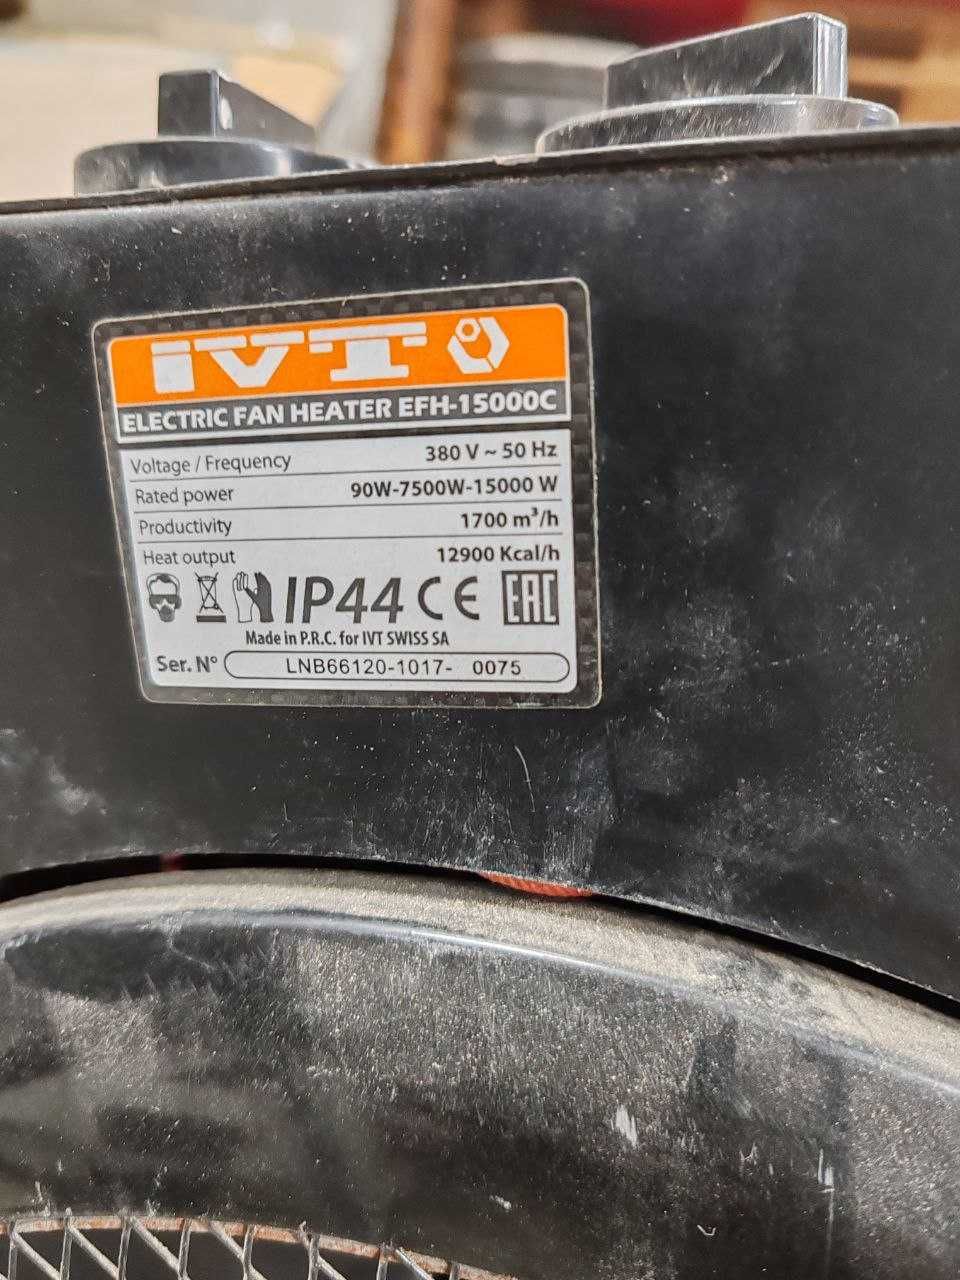 IVT
ELECTRIC FAN HEATER EFH-15000C
Voltage / Frequency 380 V ~ 50 Hz
Rated power 90W-7500W-15000 W
Productivity 1700 m³/h
Heat output 12900 Kcal/h
IP44 CE EAC
Made in P.R.C. for IVT SWISS SA
Ser. N° LNB66120-1017- 0075